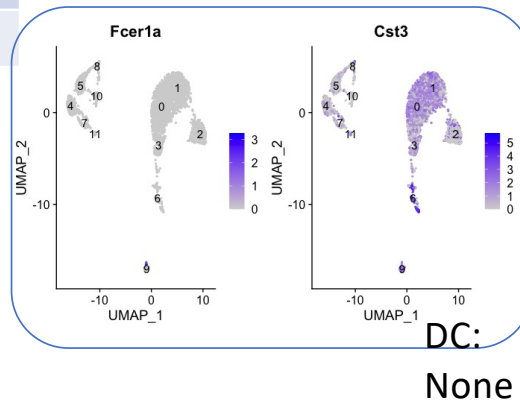 Fcer1a Cst3
8 8
1 1
5 5
10 10
4 0 4 0
0 0
7 7
11 2 11 2
3 3
UMAP_2 UMAP_2
3 5
2 4
1 3
0 2
1
0
6 6
-10 -10
9 9
-10 0 10 -10 0 10
UMAP_1 UMAP_1
DC:
None